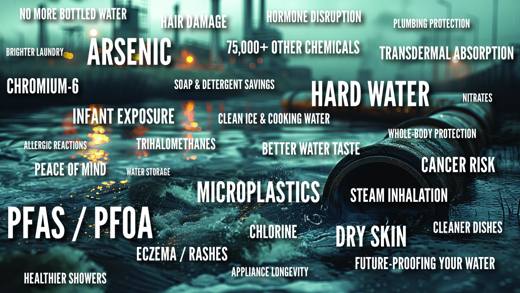 NO MORE BOTTLED WATER
HAIR DAMAGE
HORMONE DISRUPTION
PLUMBING PROTECTION
BRIGHTER LAUNDRY
ARSENIC
75,000+ OTHER CHEMICALS
TRANSDERMAL ABSORPTION
CHROMIUM-6
SOAP & DETERGENT SAVINGS
HARD WATER
NITRATES
INFANT EXPOSURE
CLEAN ICE & COOKING WATER
WHOLE-BODY PROTECTION
ALLERGIC REACTIONS
TRIHALOMETHANES
BETTER WATER TASTE
PEACE OF MIND
WATER STORAGE
CANCER RISK
MICROPLASTICS
STEAM INHALATION
PFAS / PFOA
CHLORINE
DRY SKIN
CLEANER DISHES
ECZEMA / RASHES
FUTURE-PROOFING YOUR WATER
HEALTHIER SHOWERS
APPLIANCE LONGEVITY